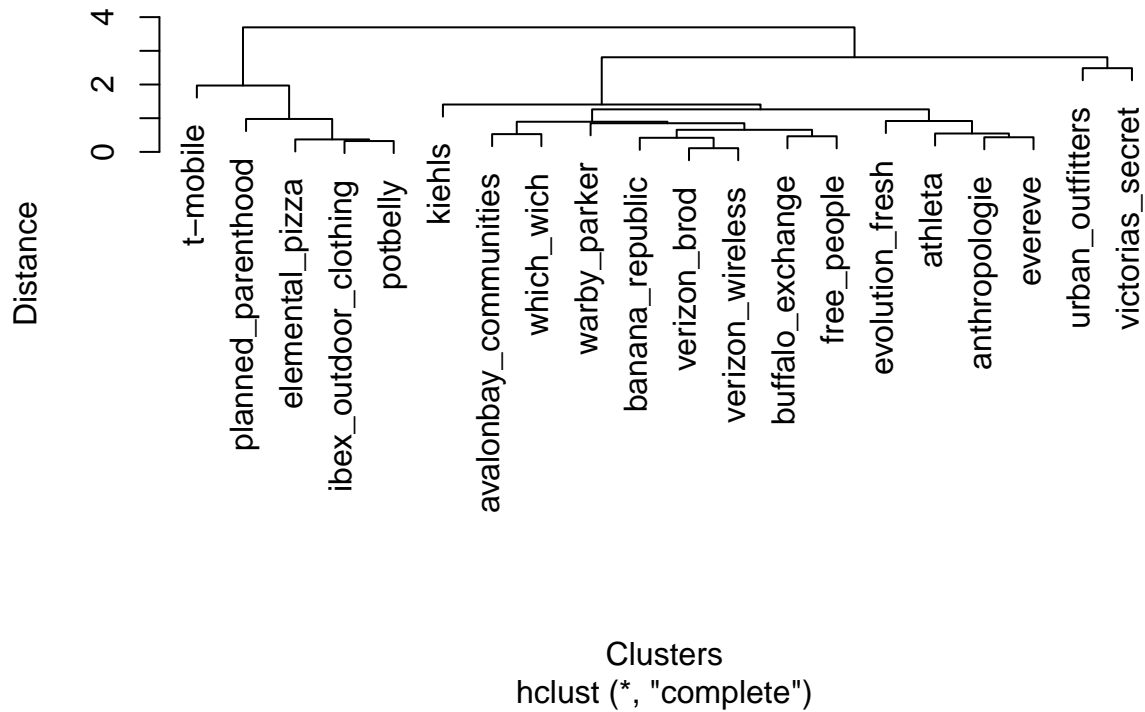 4
2
0
Distance
t−mobile
planned_parenthood
elemental_pizza
ibex_outdoor_clothing
potbelly
kiehls
avalonbay_communities
which_wich
warby_parker
banana_republic
verizon_brod
verizon_wireless
buffalo_exchange
free_people
evolution_fresh
athleta
anthropologie
evereve
urban_outfitters
victorias_secret
Clusters
hclust (*, "complete")